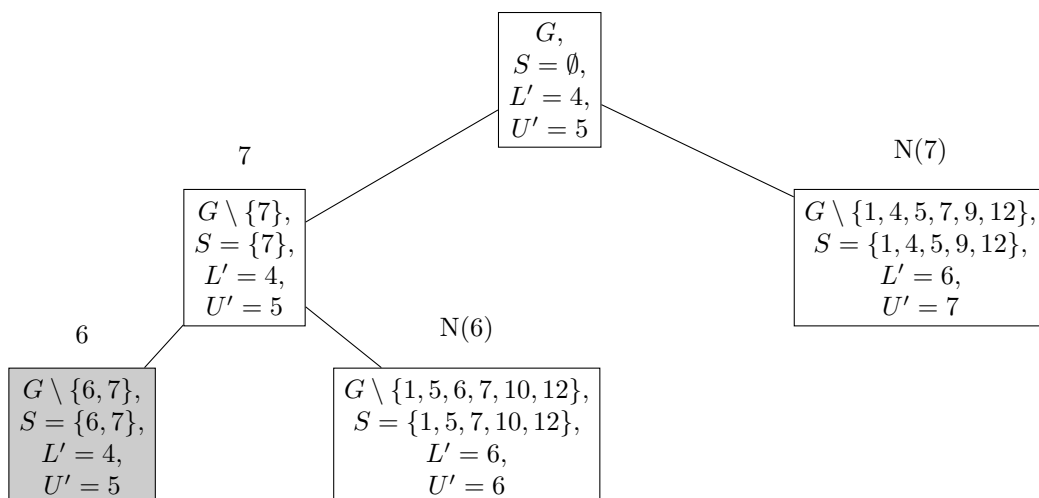 G,
S = ∅,
L′ = 4,
U′ = 5
7
N(7)
G \ {7},
S = {7},
L′ = 4,
U′ = 5
G \ {1, 4, 5, 7, 9, 12},
S = {1, 4, 5, 9, 12},
L′ = 6,
U′ = 7
6
N(6)
G \ {6, 7},
S = {6, 7},
L′ = 4,
U′ = 5
G \ {1, 5, 6, 7, 10, 12},
S = {1, 5, 7, 10, 12},
L′ = 6,
U′ = 6